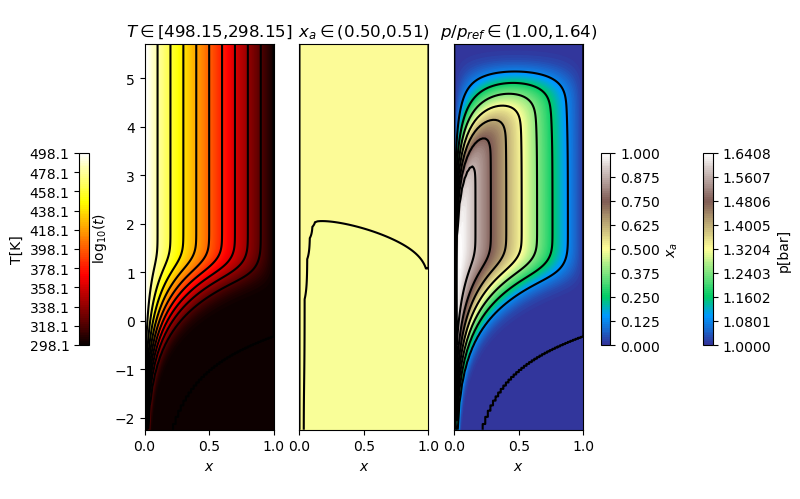 T ∈ [498.15,298.15]
x_a ∈ (0.50,0.51)
p/p_ref ∈ (1.00,1.64)
T[K]
498.1
478.1
458.1
438.1
418.1
398.1
378.1
358.1
338.1
318.1
298.1
log₁₀(t)
5
4
3
2
1
0
−1
−2
0.0 0.5 1.0
x
0.0 0.5 1.0
x
0.0 0.5 1.0
x
1.000
0.875
0.750
0.625
0.500
0.375
0.250
0.125
0.000
x_a
1.6408
1.5607
1.4806
1.4005
1.3204
1.2403
1.1602
1.0801
1.0000
p[bar]